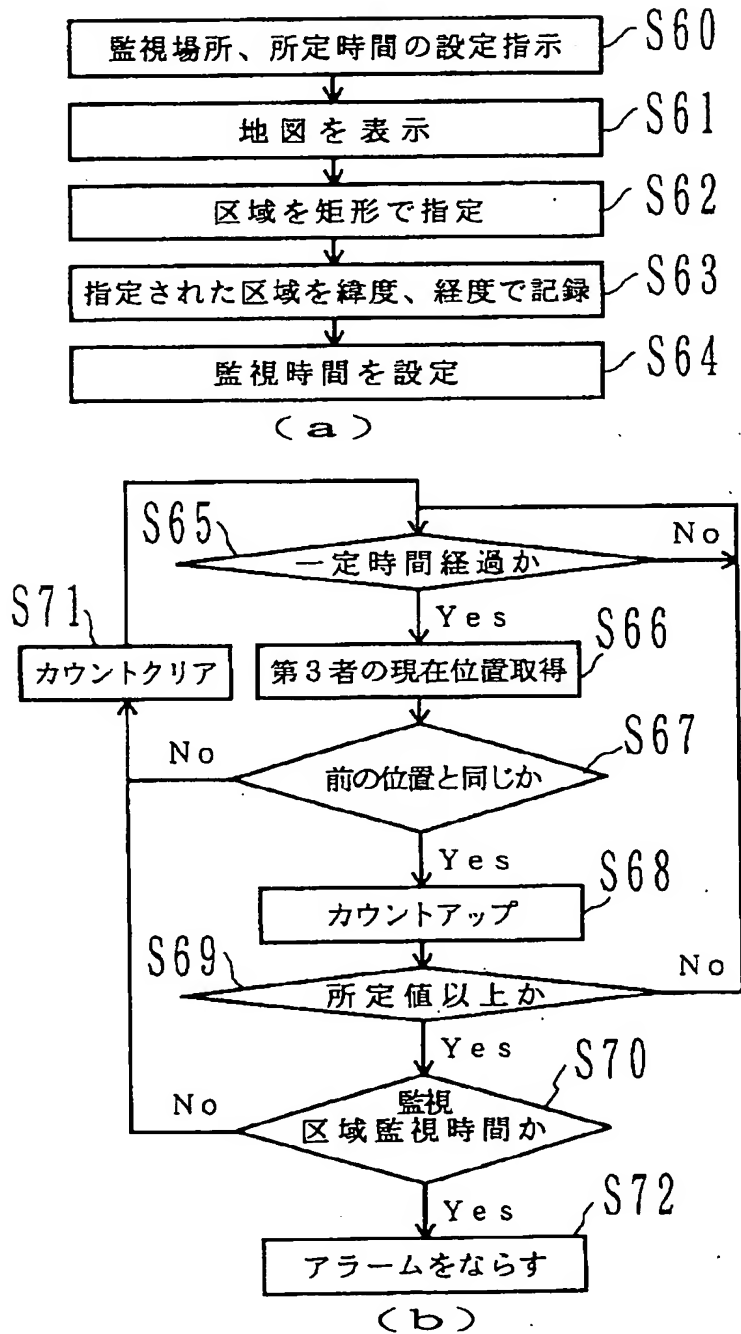 監視場所、所定時間の設定指示 S60
地図を表示 S61
区域を矩形で指定 S62
指定された区域を緯度、経度で記録 S63
監視時間を設定 S64
(a)
S65
一定時間経過か
No
S71
Yes
カウントクリア
S66
第3者の現在位置取得
S67
No
前の位置と同じか
Yes
S68
カウントアップ
S69
No
所定値以上か
Yes
S70
No
監視
区域監視時間か
Yes
S72
アラームをならす
(b)